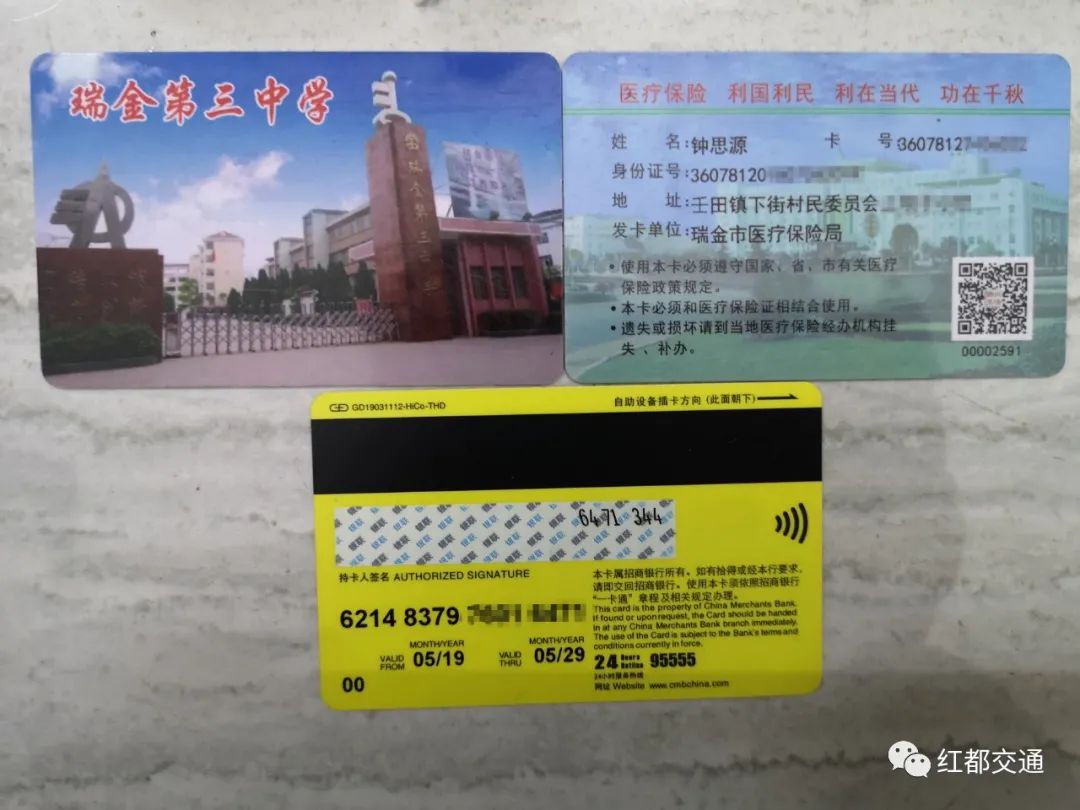 瑞金第三中学
医疗保险 利国利民 利在当代 功在千秋
姓 名:钟思源 卡 号:36078127
身份证号:36078120
地 址:壬田镇下街村民委员会
发卡单位:瑞金市医疗保险局
•使用本卡必须遵守国家、省、市有关医疗
保险政策规定。
•本卡必须和医疗保险证相结合使用。
•遗失或损坏请到当地医疗保险经办机构挂
失、补办。
00002591
GD19031112-HiCo-THD
自助设备插卡方向 (此面朝下)
银联
6471 344
持卡人签名 AUTHORIZED SIGNATURE
6214 8379
MONTH/YEAR
VALID FROM 05/19
MONTH/YEAR
VALID THRU 05/29
00
本卡属招商银行所有。如有拾得或经本行要求,
请即交回招商银行。使用本卡须依照招商银行
“一卡通”章程及相关规定办理。
This card is the property of China Merchants Bank.
If found or upon request, the Card should be handed
in at any China Merchants Bank branch immediately.
The use of the Card is subject to the Bank's terms and
conditions currently in force.
24 Hours Hotline 95555
24小时服务热线
网址 Website www.cmbchina.com
红都交通